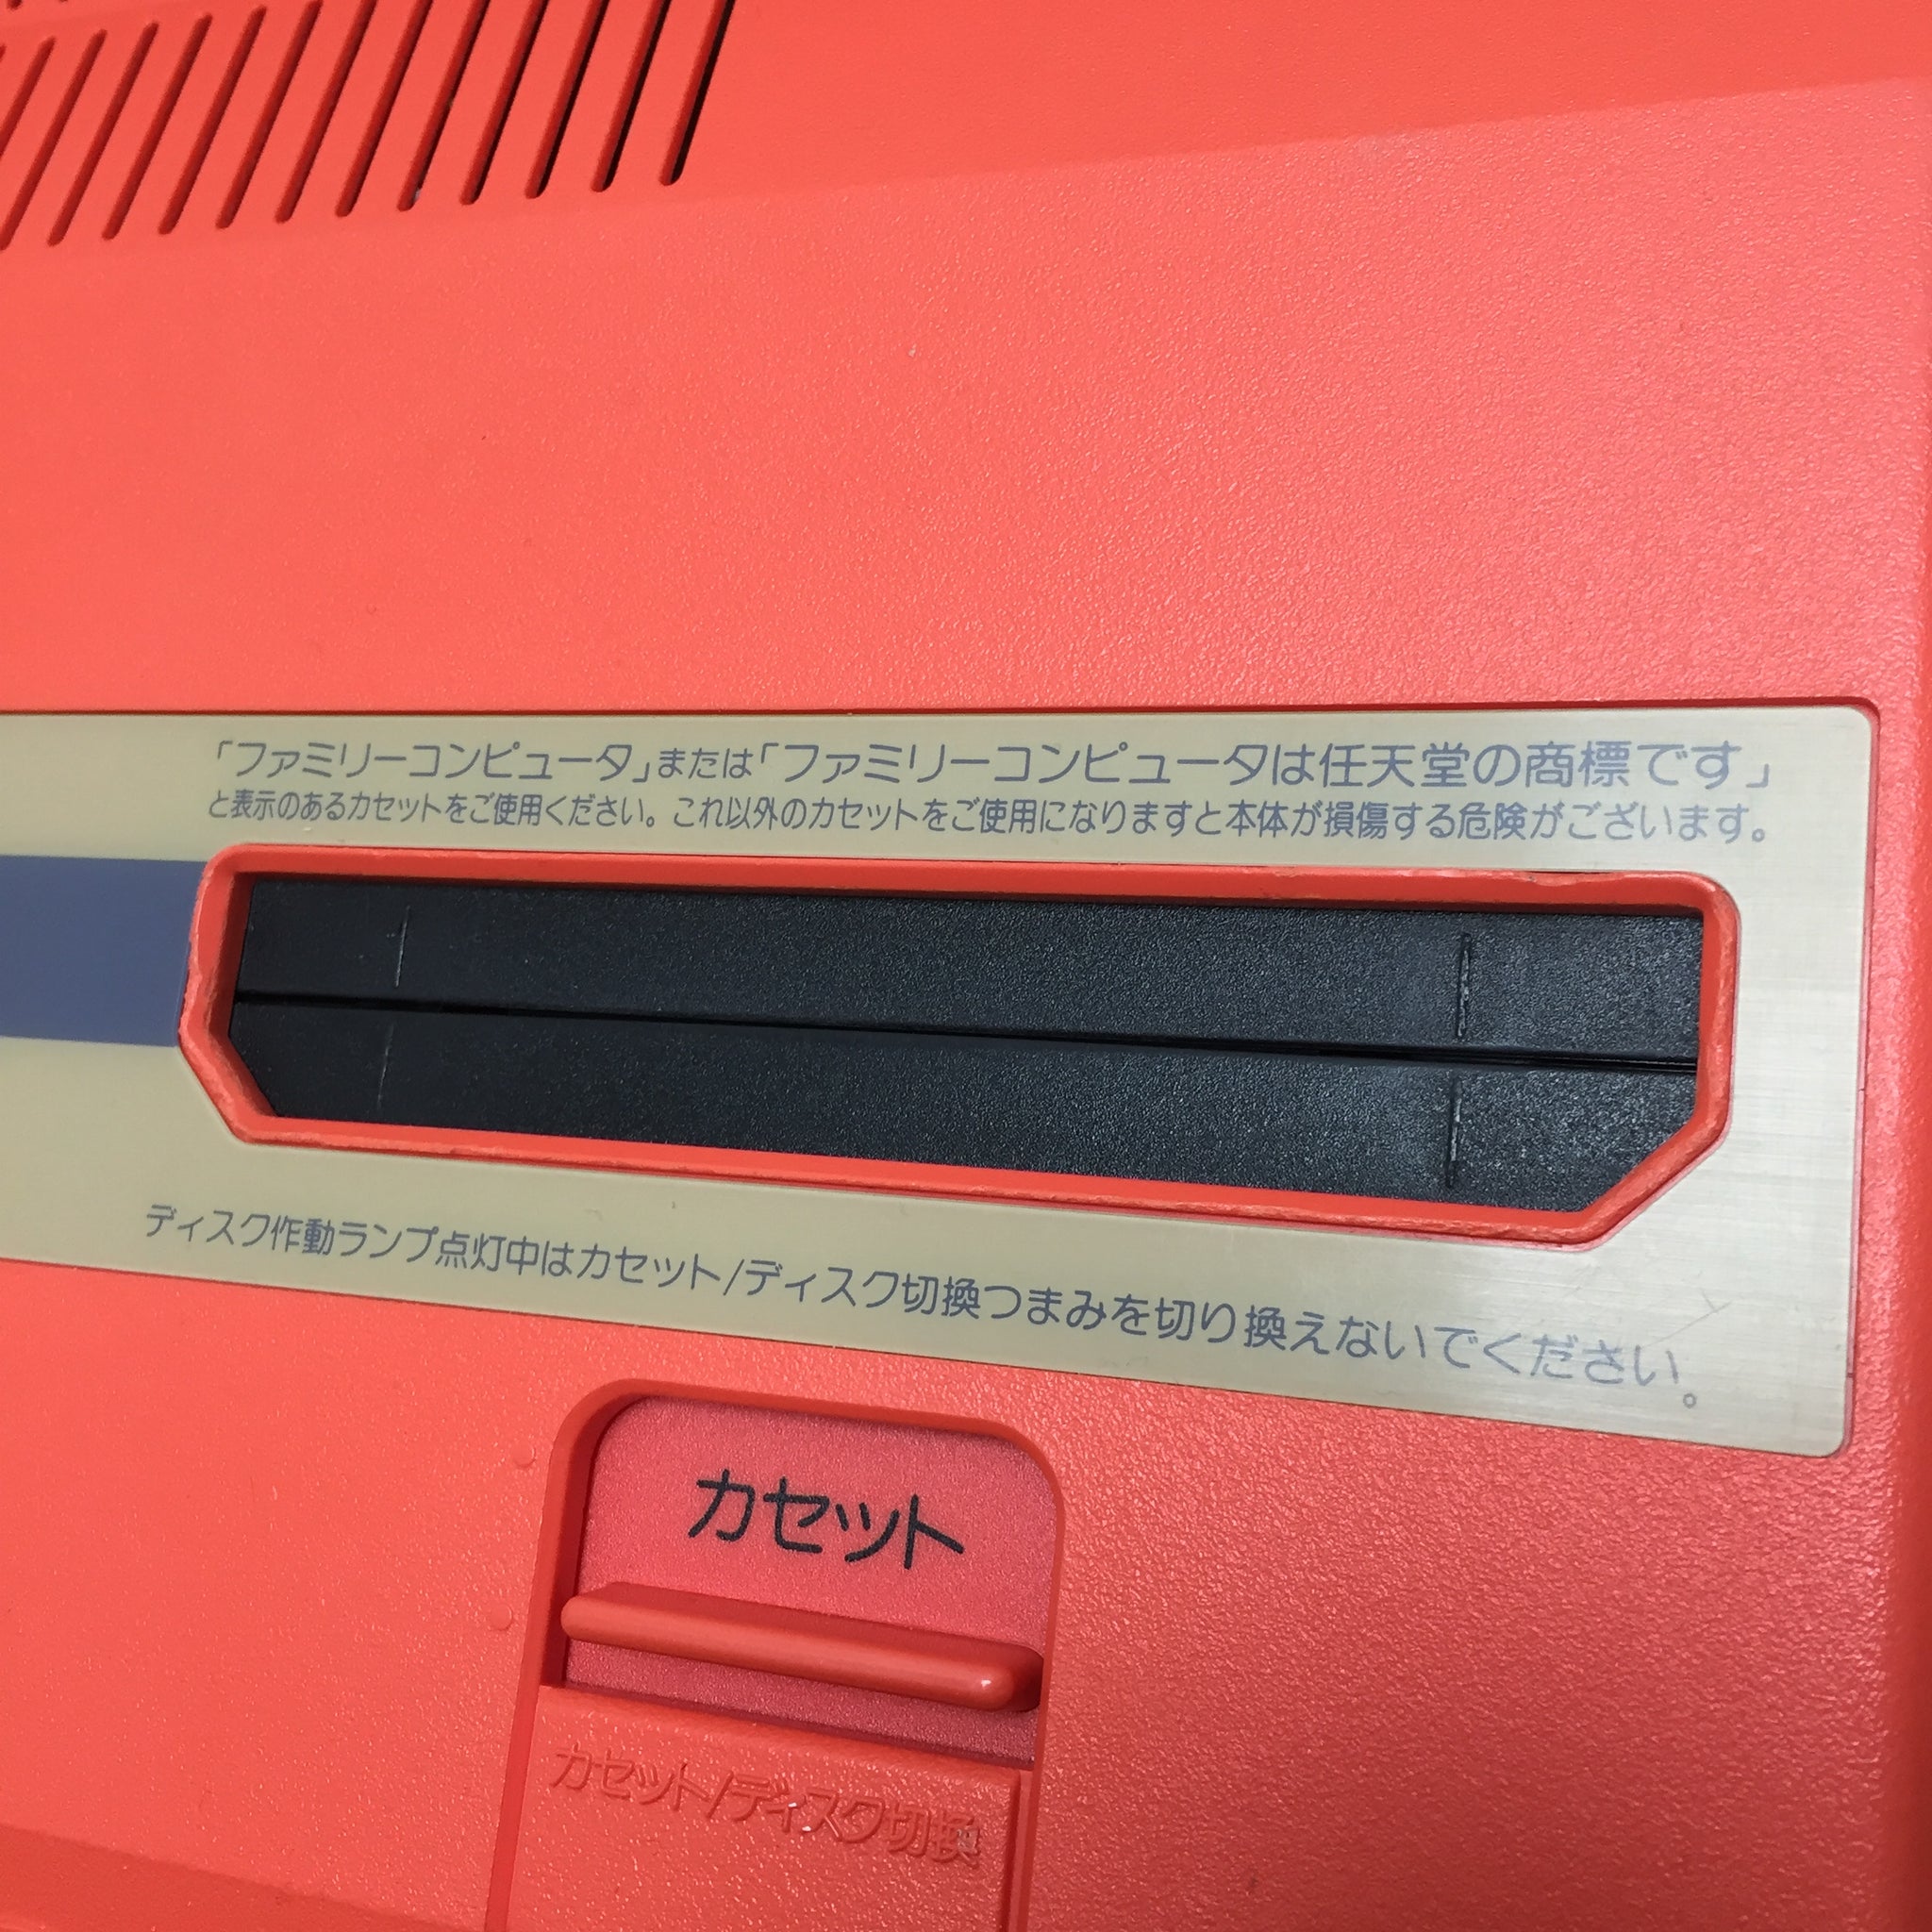 「ファミリーコンピュータ」または「ファミリーコンピュータは任天堂の商標です」
と表示のあるカセットをご使用ください。これ以外のカセットをご使用になりますと本体が損傷する危険がございます。
ディスク作動ランプ点灯中はカセット/ディスク切換つまみを切り換えないでください。
カセット
カセット/ディスク切換